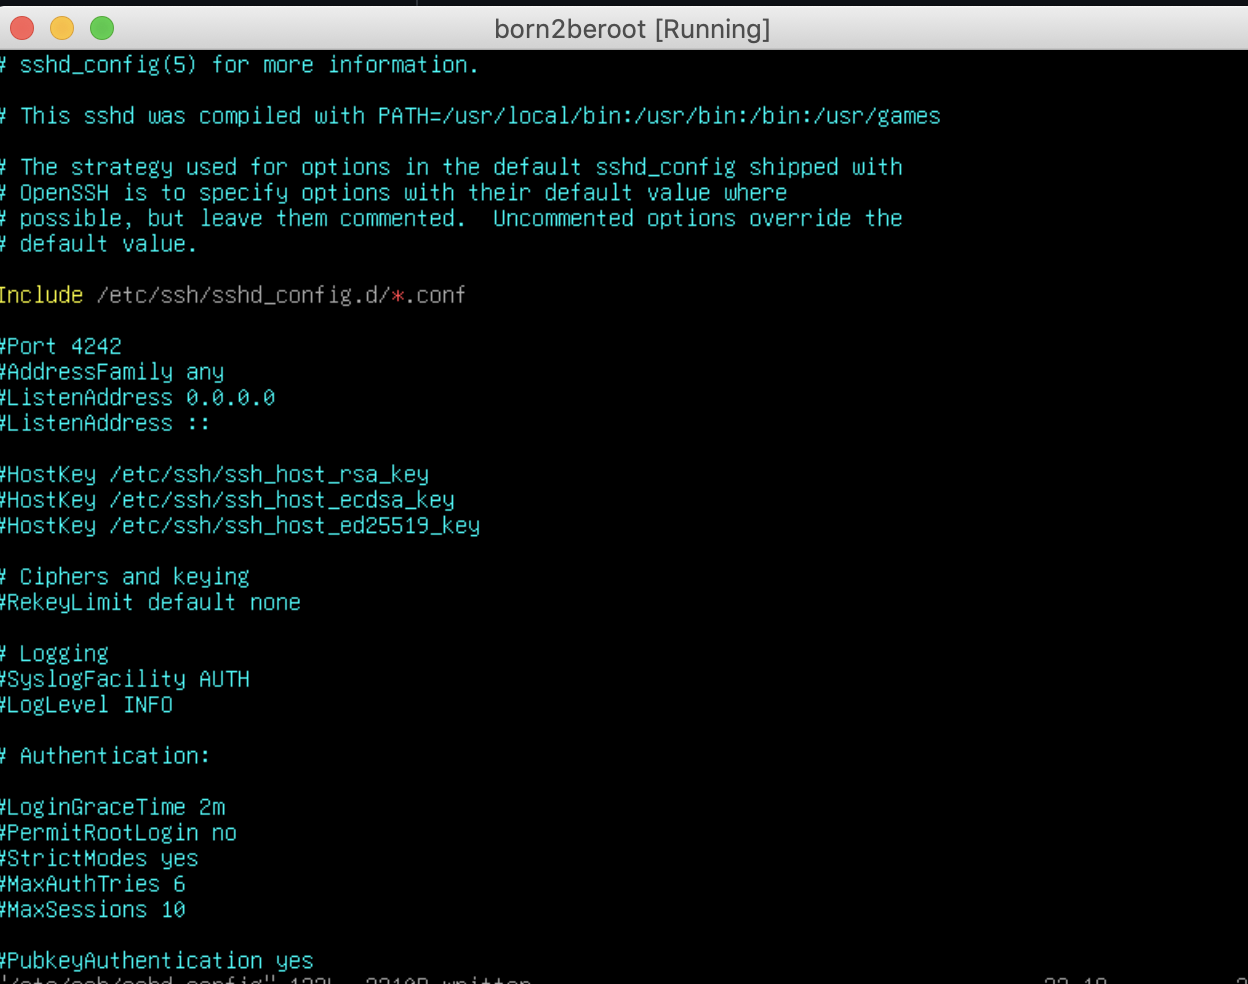 born2beroot [Running]
# sshd_config(5) for more information.
# This sshd was compiled with PATH=/usr/local/bin:/usr/bin:/bin:/usr/games
# The strategy used for options in the default sshd_config shipped with
# OpenSSH is to specify options with their default value where
# possible, but leave them commented.  Uncommented options override the
# default value.
Include /etc/ssh/sshd_config.d/*.conf
#Port 4242
#AddressFamily any
#ListenAddress 0.0.0.0
#ListenAddress ::
#HostKey /etc/ssh/ssh_host_rsa_key
#HostKey /etc/ssh/ssh_host_ecdsa_key
#HostKey /etc/ssh/ssh_host_ed25519_key
# Ciphers and keying
#RekeyLimit default none
# Logging
#SyslogFacility AUTH
#LogLevel INFO
# Authentication:
#LoginGraceTime 2m
#PermitRootLogin no
#StrictModes yes
#MaxAuthTries 6
#MaxSessions 10
#PubkeyAuthentication yes
"/etc/ssh/sshd_config" written